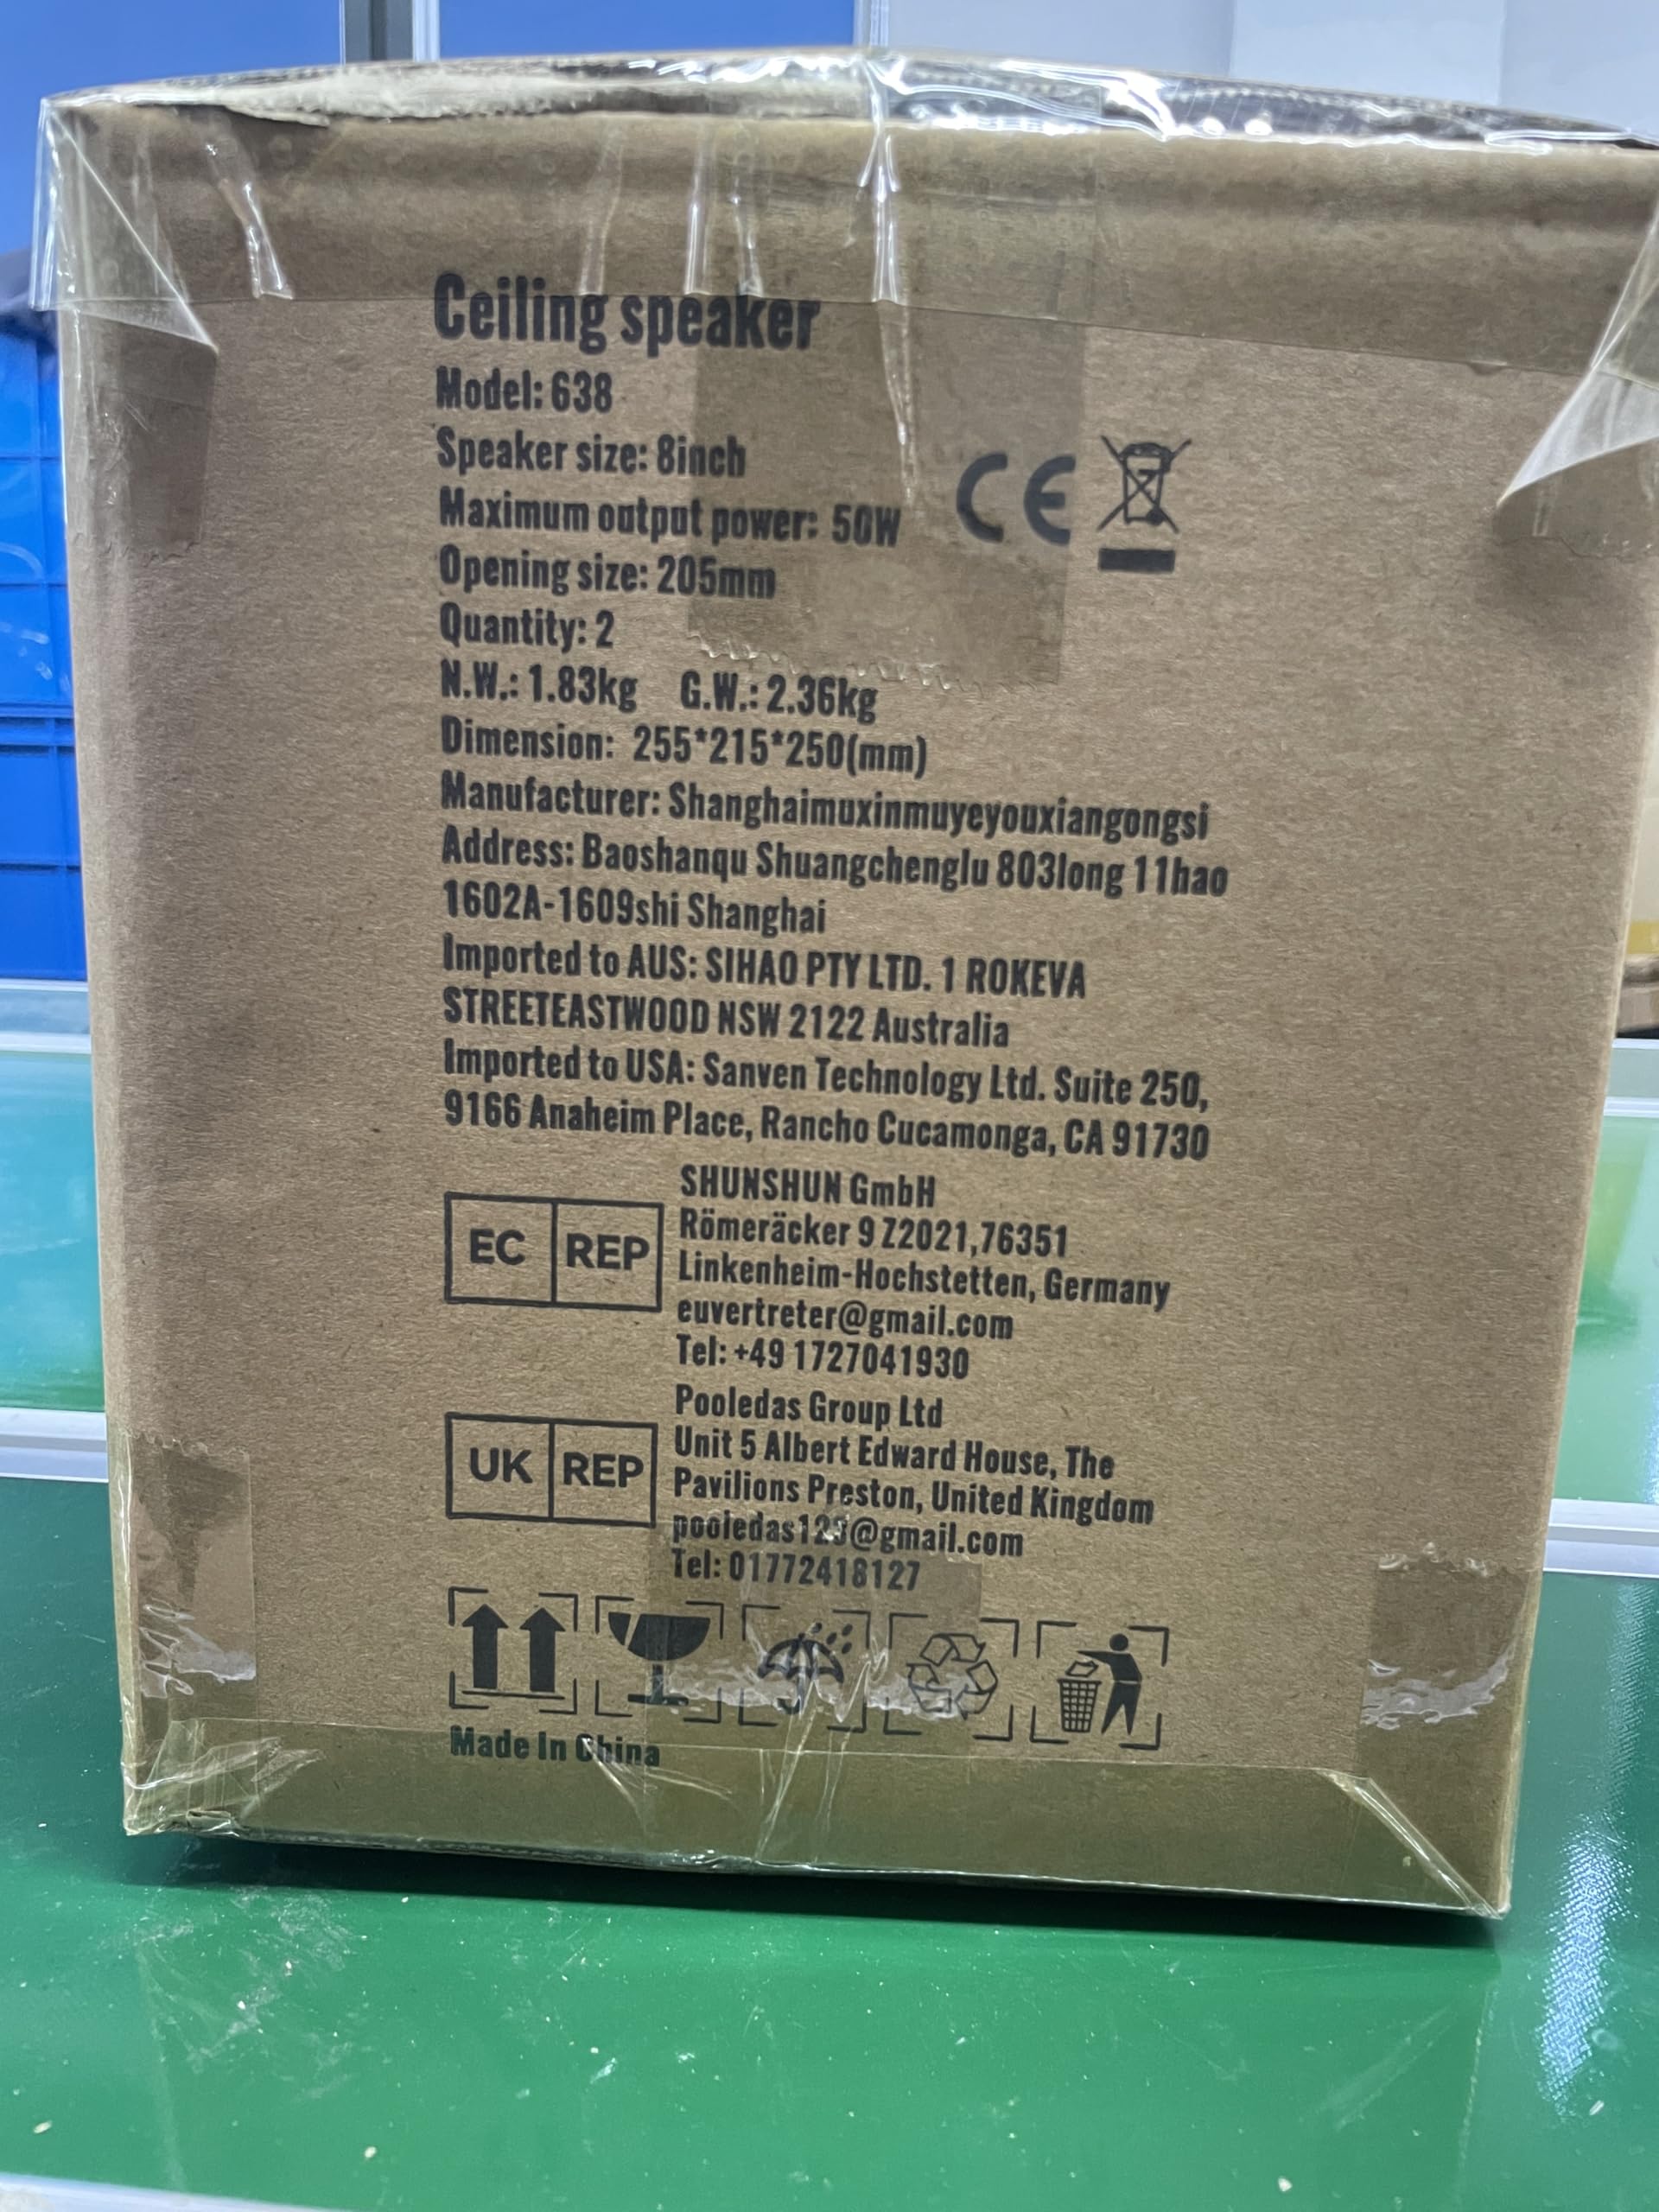 Ceiling speaker
Model: 638
Speaker size: 8inch
Maximum output power: 50W
CE
Opening size: 205mm
Quantity: 2
N.W.: 1.83kg G.W.: 2.36kg
Dimension: 255*215*250(mm)
Manufacturer: Shanghaimuxinmuyeyouxiangongsi
Address: Baoshanqu Shuangchenglu 803long 11hao
1602A-1609shi Shanghai
Imported to AUS: SIHAO PTY LTD. 1 ROKEVA
STREETEASTWOOD NSW 2122 Australia
Imported to USA: Sanven Technology Ltd. Suite 250,
9166 Anaheim Place, Rancho Cucamonga, CA 91730
EC REP
SHUNSHUN GmbH
Römeräcker 9 Z2021,76351
Linkenheim-Hochstetten, Germany
euvertreter@gmail.com
Tel: +49 1727041930
UK REP
Pooledas Group Ltd
Unit 5 Albert Edward House, The
Pavilions Preston, United Kingdom
pooledas123@gmail.com
Tel: 01772418127
Made In China